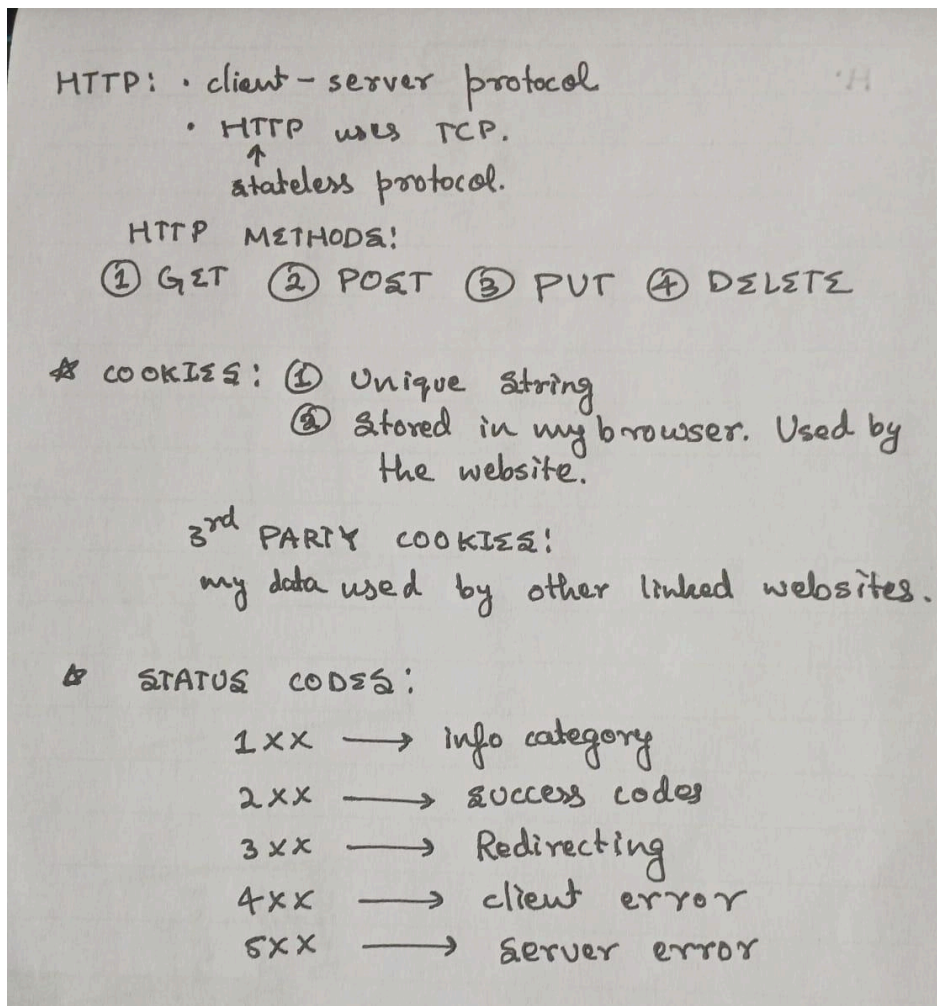 HTTP: • client - server protocol
• HTTP uses TCP.
↑
stateless protocol.
HTTP METHODS:
① GET ② POST ③ PUT ④ DELETE
☆ COOKIES: ① Unique String
② Stored in my browser. Used by
the website.
3rd PARTY COOKIES:
my data used by other linked websites.
☆ STATUS CODES:
1XX → info category
2XX → success codes
3XX → Redirecting
4XX → client error
5XX → server error